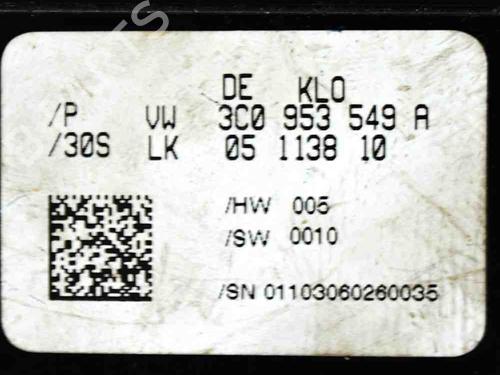 DE KLO
/P VW 3C0 953 549 A
/30S LK 05 1138 10
/HW 005
/SW 0010
/SN 01103060260035